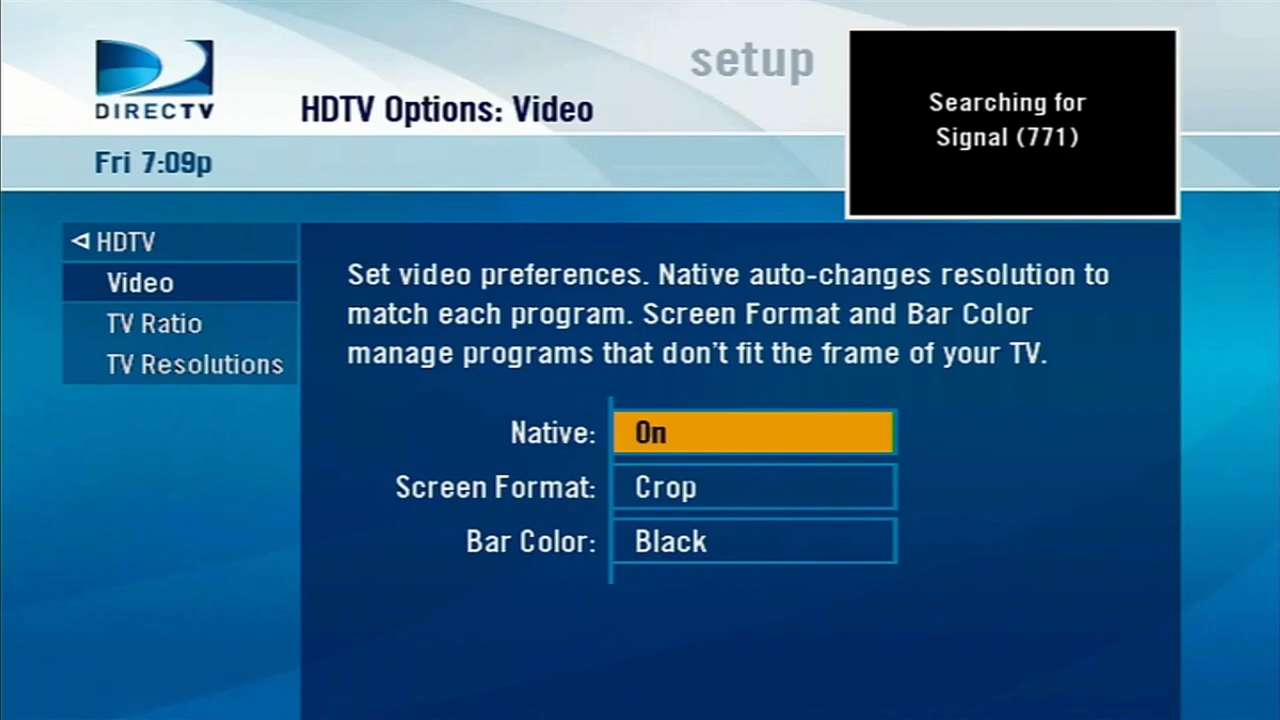 DIRECTV
setup
HDTV Options: Video
Searching for
Signal (771)
Fri 7:09p
HDTV
Video
TV Ratio
TV Resolutions
Set video preferences. Native auto-changes resolution to
match each program. Screen Format and Bar Color
manage programs that don't fit the frame of your TV.
Native: On
Screen Format: Crop
Bar Color: Black